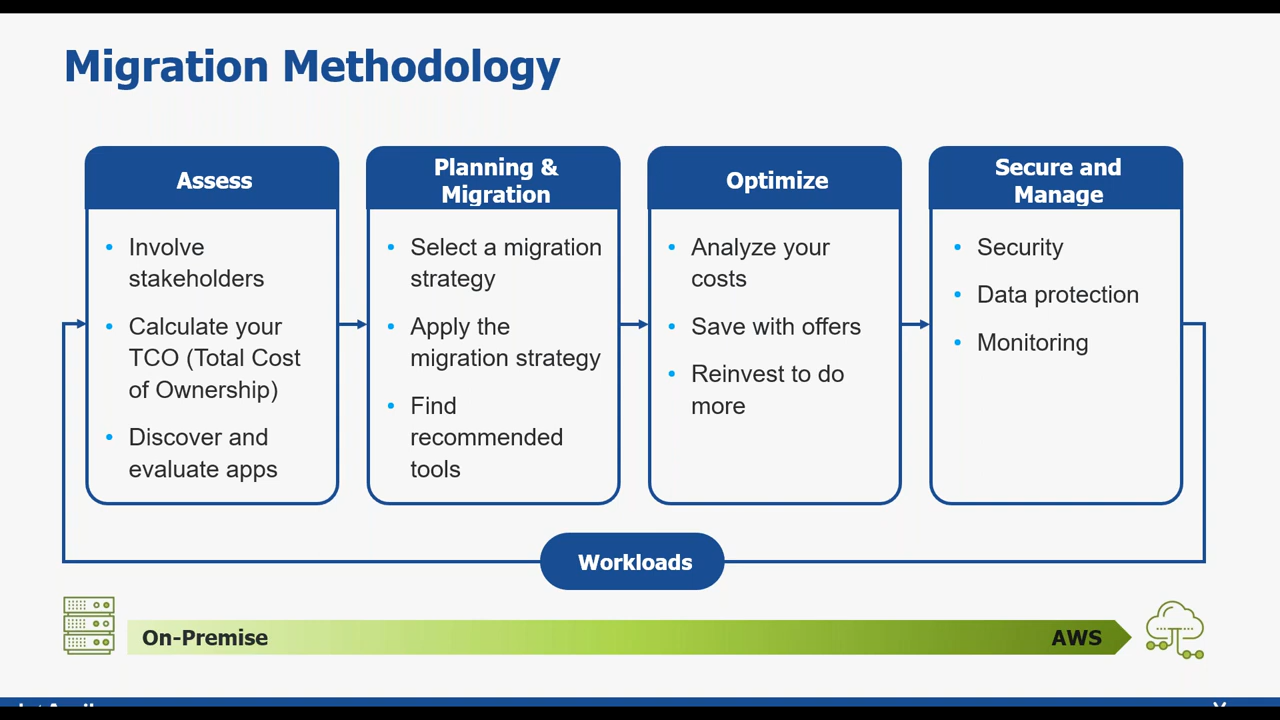 Migration Methodology
Assess
Involve
stakeholders
Calculate your
TCO (Total Cost
of Ownership)
Discover and
evaluate apps
Planning &
Migration
Select a migration
strategy
Apply the
migration strategy
Find
recommended
tools
Optimize
Analyze your
costs
Save with offers
Reinvest to do
more
Secure and
Manage
Security
Data protection
Monitoring
Workloads
On-Premise
AWS